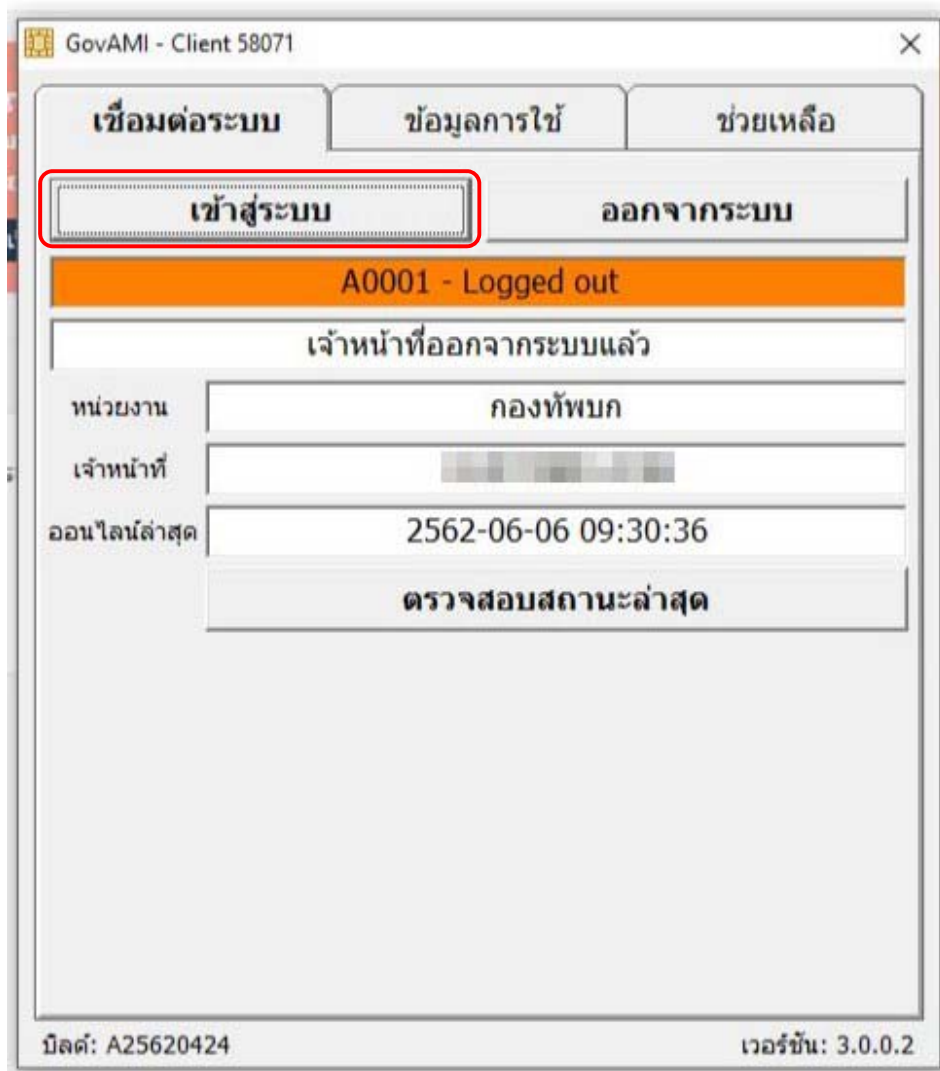 GovAMI - Client 58071
เชื่อมต่อระบบ ข้อมูลการใช้ ช่วยเหลือ
เข้าสู่ระบบ ออกจากระบบ
A0001 - Logged out
เจ้าหน้าที่ออกจากระบบแล้ว
หน่วยงาน กองทัพบก
เจ้าหน้าที่
ออนไลน์ล่าสุด 2562-06-06 09:30:36
ตรวจสอบสถานะล่าสุด
บิลด์: A25620424 เวอร์ชัน: 3.0.0.2